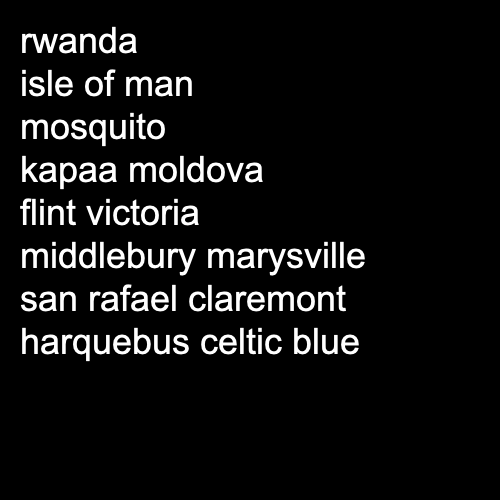 rwanda
isle of man
mosquito
kapaa moldova
flint victoria
middlebury marysville
san rafael claremont
harquebus celtic blue